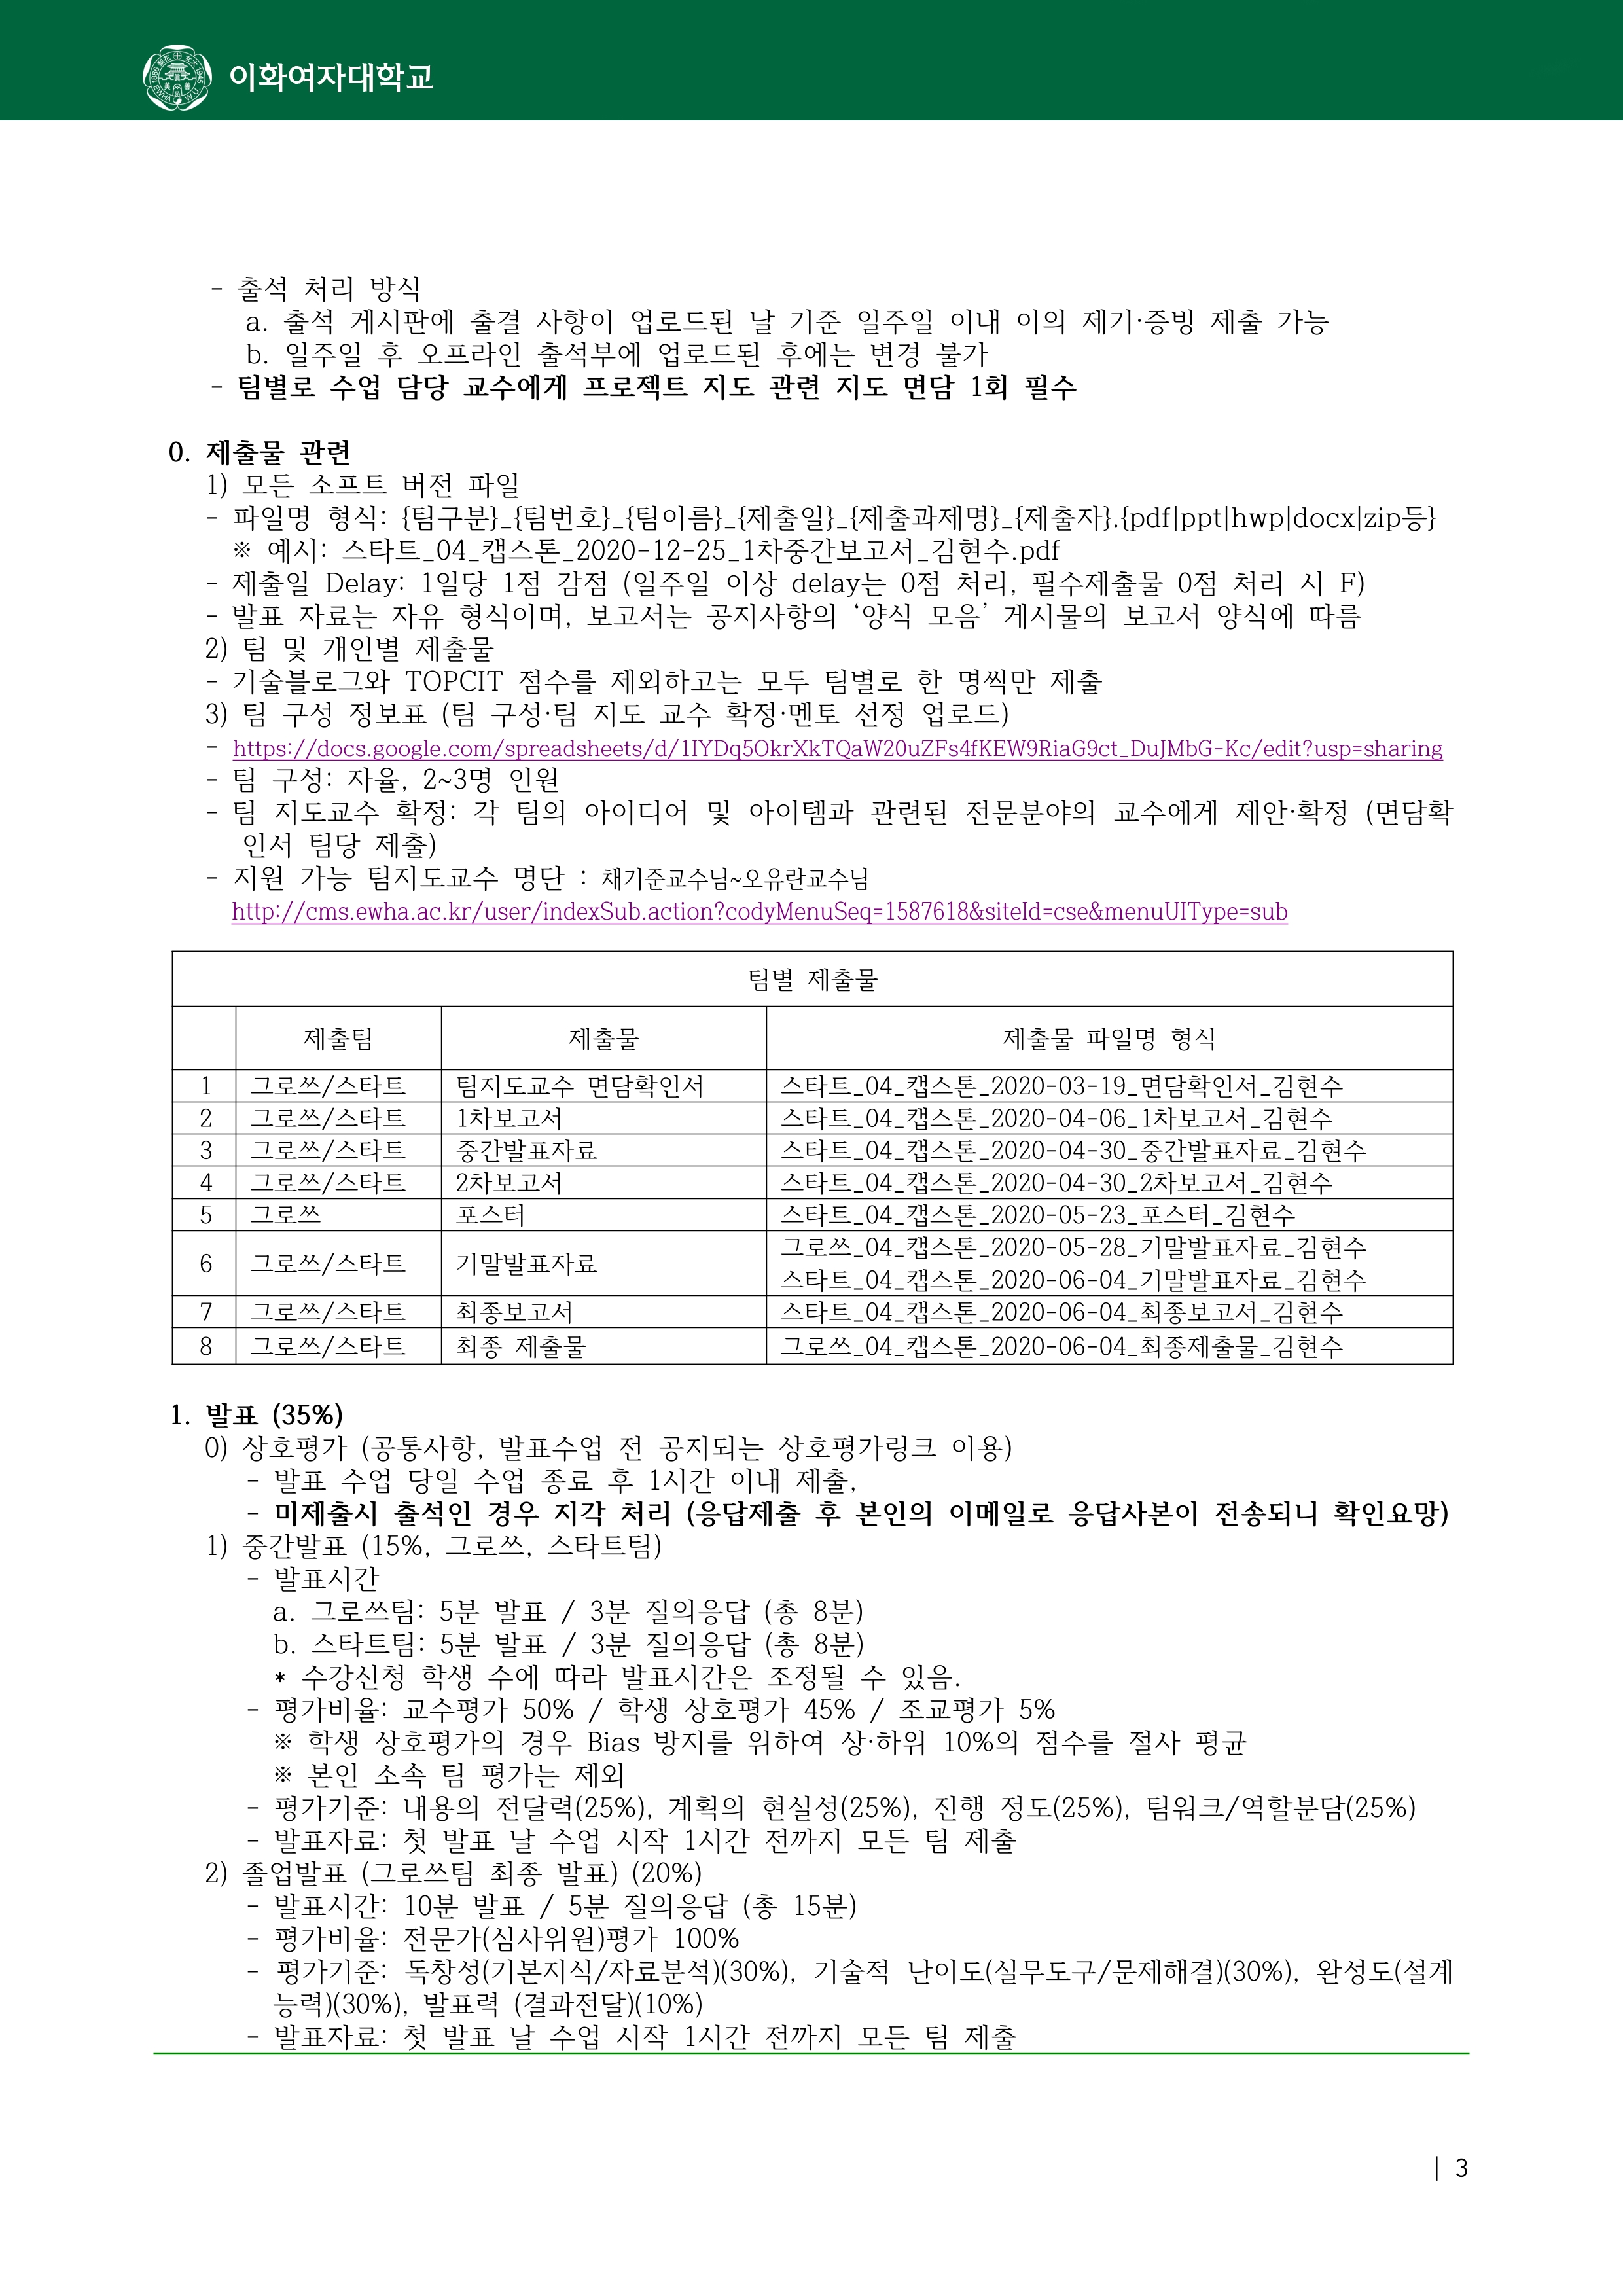 이화여자대학교
- 출석 처리 방식
a. 출석 게시판에 출결 사항이 업로드된 날 기준 일주일 이내 이의 제기·증빙 제출 가능
b. 일주일 후 오프라인 출석부에 업로드된 후에는 변경 불가
- 팀별로 수업 담당 교수에게 프로젝트 지도 관련 지도 면담 1회 필수
0. 제출물 관련
1) 모든 소프트 버전 파일
- 파일명 형식: {팀구분}_{팀번호}_{팀이름}_{제출일}_{제출과제명}_{제출자}.{pdf|ppt|hwp|docx|zip등}
※ 예시: 스타트_04_캡스톤_2020-12-25_1차중간보고서_김현수.pdf
- 제출일 Delay: 1일당 1점 감점 (일주일 이상 delay는 0점 처리, 필수제출물 0점 처리 시 F)
- 발표 자료는 자유 형식이며, 보고서는 공지사항의 ‘양식 모음’ 게시물의 보고서 양식에 따름
2) 팀 및 개인별 제출물
- 기술블로그와 TOPCIT 점수를 제외하고는 모두 팀별로 한 명씩만 제출
3) 팀 구성 정보표 (팀 구성·팀 지도 교수 확정·멘토 선정 업로드)
- https://docs.google.com/spreadsheets/d/1IYDq5OkrXkTQaW20uZFs4fKEW9RiaG9ct_DuJMbG-Kc/edit?usp=sharing
- 팀 구성: 자율, 2~3명 인원
- 팀 지도교수 확정: 각 팀의 아이디어 및 아이템과 관련된 전문분야의 교수에게 제안·확정 (면담확
인서 팀당 제출)
- 지원 가능 팀지도교수 명단 : 채기준교수님~오유란교수님
http://cms.ewha.ac.kr/user/indexSub.action?codyMenuSeq=1587618&siteId=cse&menuUIType=sub
팀별 제출물
제출팀 제출물 제출물 파일명 형식
1 그로쓰/스타트 팀지도교수 면담확인서 스타트_04_캡스톤_2020-03-19_면담확인서_김현수
2 그로쓰/스타트 1차보고서 스타트_04_캡스톤_2020-04-06_1차보고서_김현수
3 그로쓰/스타트 중간발표자료 스타트_04_캡스톤_2020-04-30_중간발표자료_김현수
4 그로쓰/스타트 2차보고서 스타트_04_캡스톤_2020-04-30_2차보고서_김현수
5 그로쓰 포스터 스타트_04_캡스톤_2020-05-23_포스터_김현수
6 그로쓰/스타트 기말발표자료 그로쓰_04_캡스톤_2020-05-28_기말발표자료_김현수
스타트_04_캡스톤_2020-06-04_기말발표자료_김현수
7 그로쓰/스타트 최종보고서 스타트_04_캡스톤_2020-06-04_최종보고서_김현수
8 그로쓰/스타트 최종 제출물 그로쓰_04_캡스톤_2020-06-04_최종제출물_김현수
1. 발표 (35%)
0) 상호평가 (공통사항, 발표수업 전 공지되는 상호평가링크 이용)
- 발표 수업 당일 수업 종료 후 1시간 이내 제출,
- 미제출시 출석인 경우 지각 처리 (응답제출 후 본인의 이메일로 응답사본이 전송되니 확인요망)
1) 중간발표 (15%, 그로쓰, 스타트팀)
- 발표시간
a. 그로쓰팀: 5분 발표 / 3분 질의응답 (총 8분)
b. 스타트팀: 5분 발표 / 3분 질의응답 (총 8분)
* 수강신청 학생 수에 따라 발표시간은 조정될 수 있음.
- 평가비율: 교수평가 50% / 학생 상호평가 45% / 조교평가 5%
※ 학생 상호평가의 경우 Bias 방지를 위하여 상·하위 10%의 점수를 절사 평균
※ 본인 소속 팀 평가는 제외
- 평가기준: 내용의 전달력(25%), 계획의 현실성(25%), 진행 정도(25%), 팀워크/역할분담(25%)
- 발표자료: 첫 발표 날 수업 시작 1시간 전까지 모든 팀 제출
2) 졸업발표 (그로쓰팀 최종 발표) (20%)
- 발표시간: 10분 발표 / 5분 질의응답 (총 15분)
- 평가비율: 전문가(심사위원)평가 100%
- 평가기준: 독창성(기본지식/자료분석)(30%), 기술적 난이도(실무도구/문제해결)(30%), 완성도(설계
능력)(30%), 발표력 (결과전달)(10%)
- 발표자료: 첫 발표 날 수업 시작 1시간 전까지 모든 팀 제출
| 3